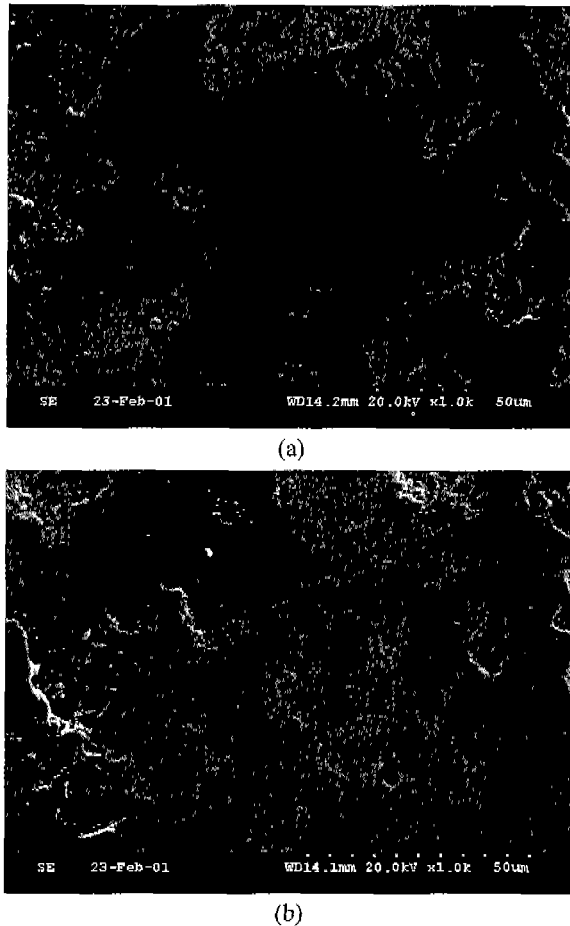 SE 23-Feb-01 WD14.2mm 20.0kV x1.0k 50um
(a)
SE 23-Feb-01 WD14.1mm 20.0kV x1.0k 50um
(b)